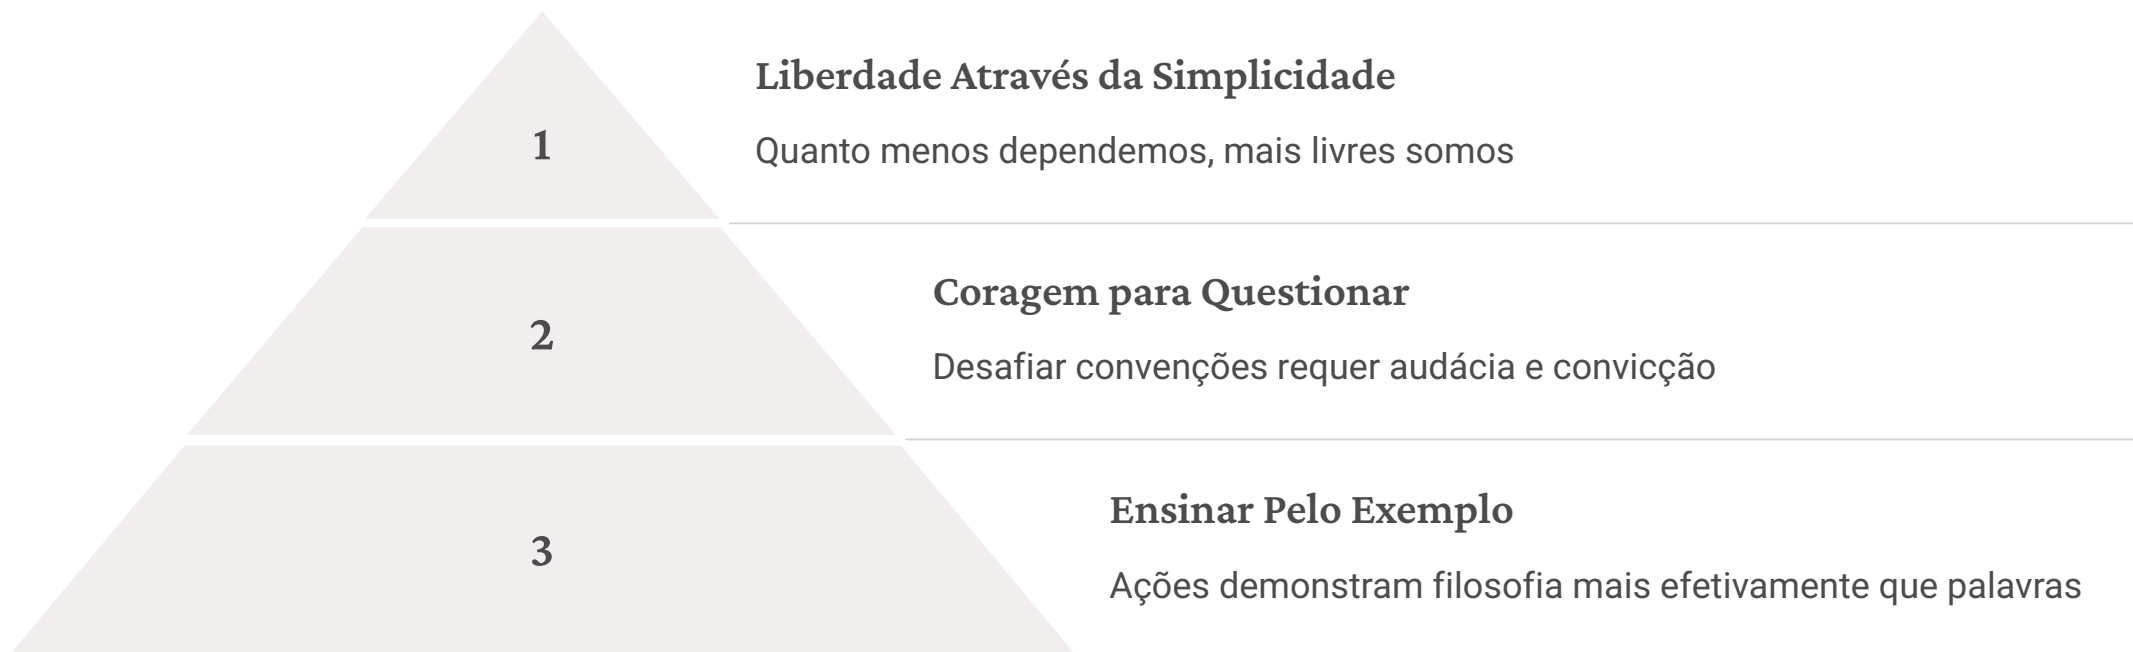 1
Liberdade Através da Simplicidade
Quanto menos dependemos, mais livres somos
2
Coragem para Questionar
Desafiar convenções requer audácia e convicção
3
Ensinar Pelo Exemplo
Ações demonstram filosofia mais efetivamente que palavras